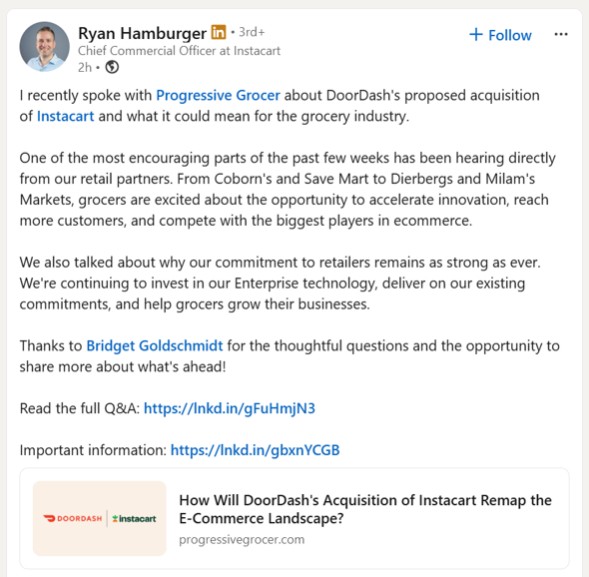 Ryan Hamburger in • 3rd+
Chief Commercial Officer at Instacart
2h •
+ Follow
I recently spoke with Progressive Grocer about DoorDash's proposed acquisition
of Instacart and what it could mean for the grocery industry.
One of the most encouraging parts of the past few weeks has been hearing directly
from our retail partners. From Coborn's and Save Mart to Dierbergs and Milam's
Markets, grocers are excited about the opportunity to accelerate innovation, reach
more customers, and compete with the biggest players in ecommerce.
We also talked about why our commitment to retailers remains as strong as ever.
We're continuing to invest in our Enterprise technology, deliver on our existing
commitments, and help grocers grow their businesses.
Thanks to Bridget Goldschmidt for the thoughtful questions and the opportunity to
share more about what's ahead!
Read the full Q&A: https://lnkd.in/gFuHmjN3
Important information: https://lnkd.in/gbxnYCGB
DOORDASH | instacart
How Will DoorDash's Acquisition of Instacart Remap the
E-Commerce Landscape?
progressivegrocer.com